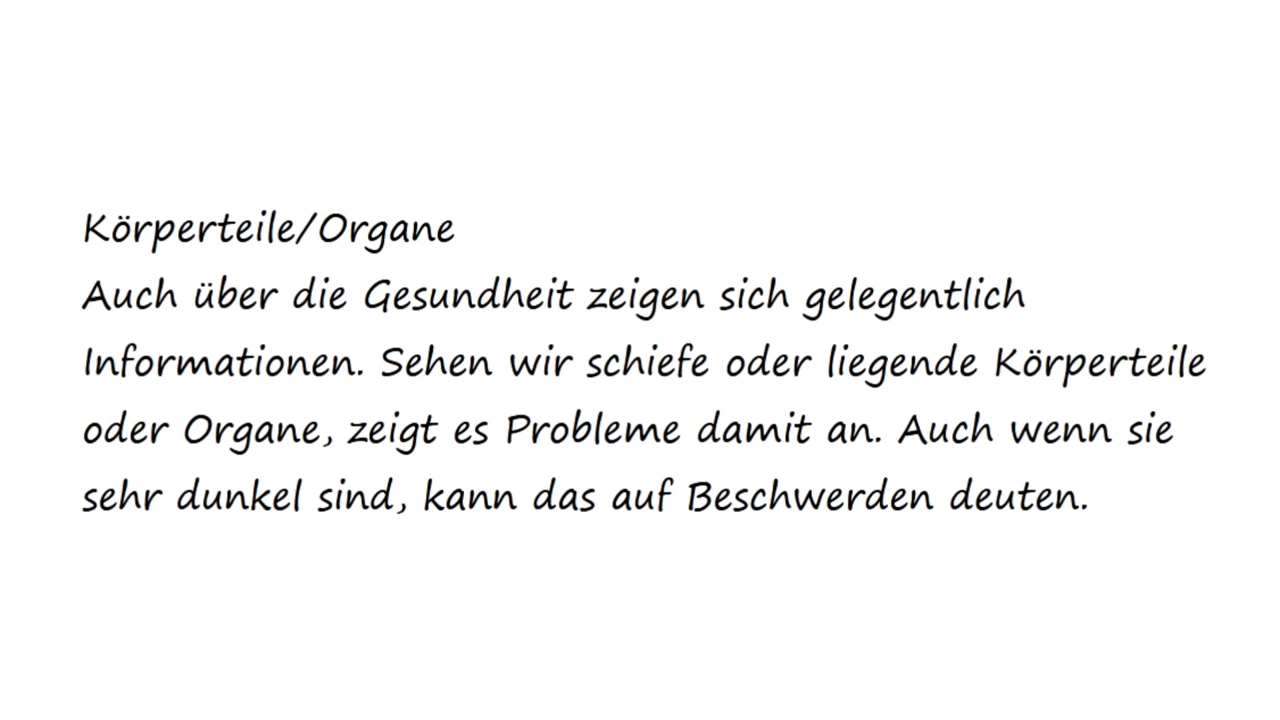 Körperteile/Organe
Auch über die Gesundheit zeigen sich gelegentlich
Informationen. Sehen wir schiefe oder liegende Körperteile
oder Organe, zeigt es Probleme damit an. Auch wenn sie
sehr dunkel sind, kann das auf Beschwerden deuten.